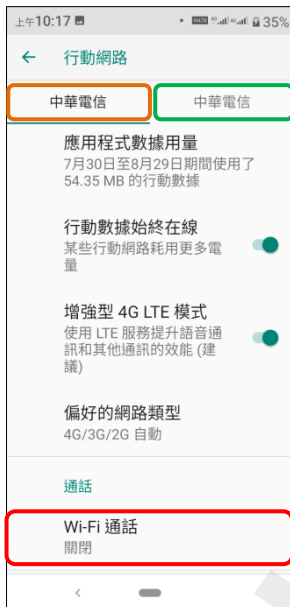 上午10:17
35%
行動網路
中華電信
中華電信
應用程式數據用量
7月30日至8月29日期間使用了
54.35 MB 的行動數據
行動數據始終在線
某些行動網路耗用更多電
量
增強型 4G LTE 模式
使用 LTE 服務提升語音通
訊和其他通訊的效能 (建
議)
偏好的網路類型
4G/3G/2G 自動
通話
Wi-Fi 通話
關閉